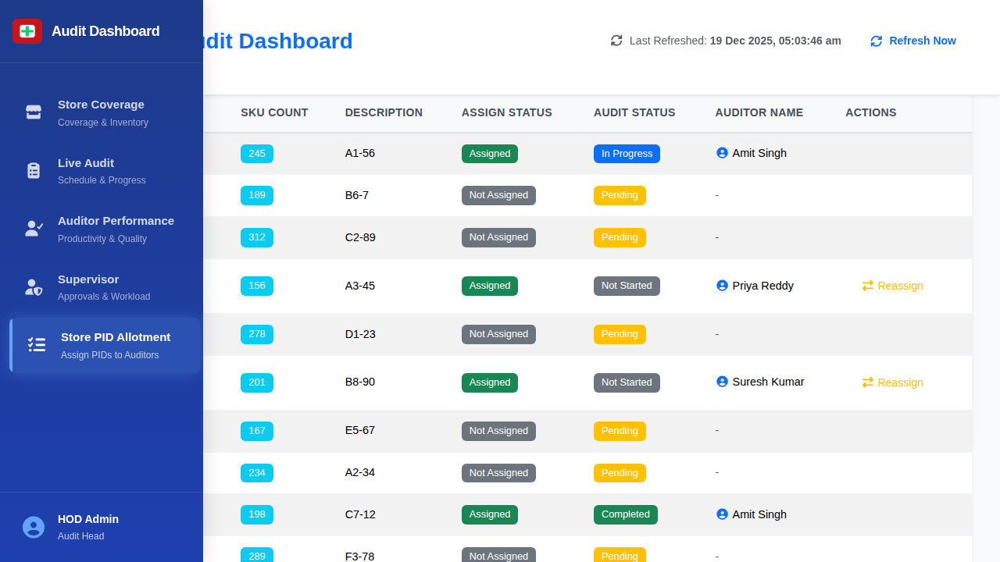 Audit Dashboard
udit Dashboard
Last Refreshed: 19 Dec 2025, 05:03:46 am
Refresh Now
Store Coverage
Coverage & Inventory
Live Audit
Schedule & Progress
Auditor Performance
Productivity & Quality
Supervisor
Approvals & Workload
Store PID Allotment
Assign PIDs to Auditors
HOD Admin
Audit Head
SKU COUNT DESCRIPTION ASSIGN STATUS AUDIT STATUS AUDITOR NAME ACTIONS
245 A1-56 Assigned In Progress Amit Singh
189 B6-7 Not Assigned Pending -
312 C2-89 Not Assigned Pending -
156 A3-45 Assigned Not Started Priya Reddy Reassign
278 D1-23 Not Assigned Pending -
201 B8-90 Assigned Not Started Suresh Kumar Reassign
167 E5-67 Not Assigned Pending -
234 A2-34 Not Assigned Pending -
198 C7-12 Assigned Completed Amit Singh
289 F3-78 Not Assigned Pending -